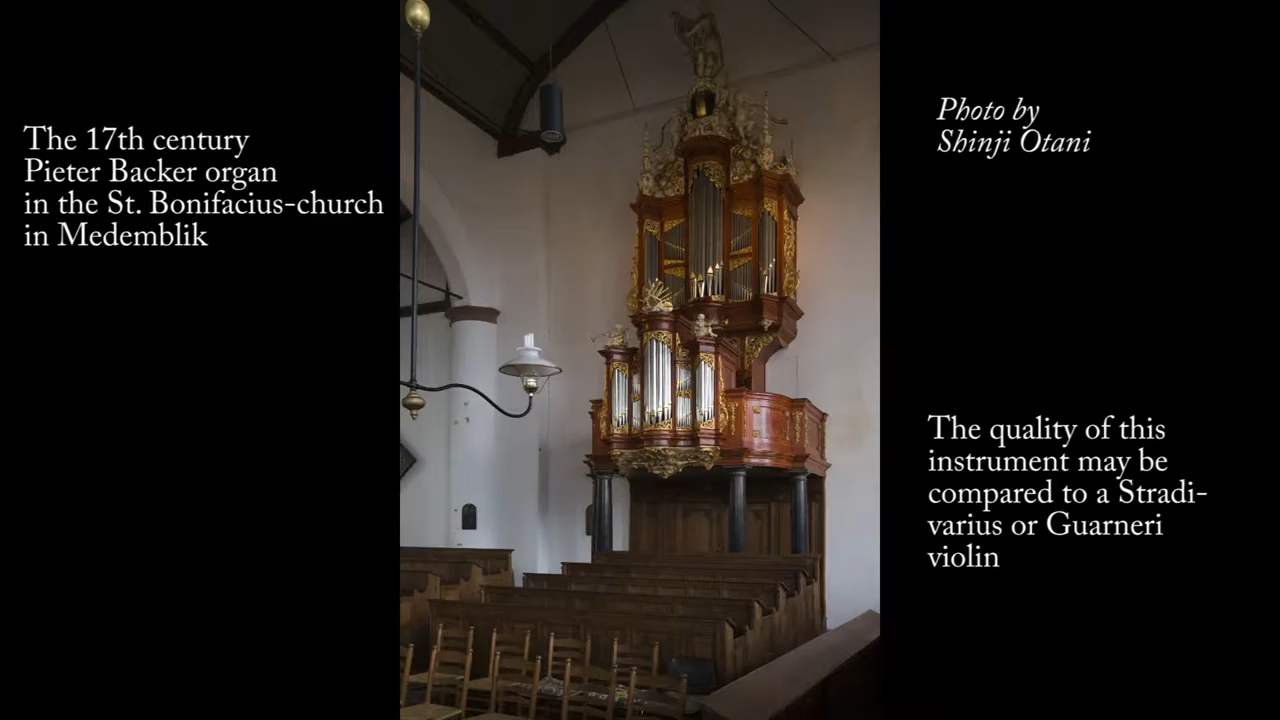 The 17th century
Pieter Backer organ
in the St. Bonifacius-church
in Medemblik
Photo by
Shinji Otani
The quality of this
instrument may be
compared to a Stradi-
varius or Guarneri
violin